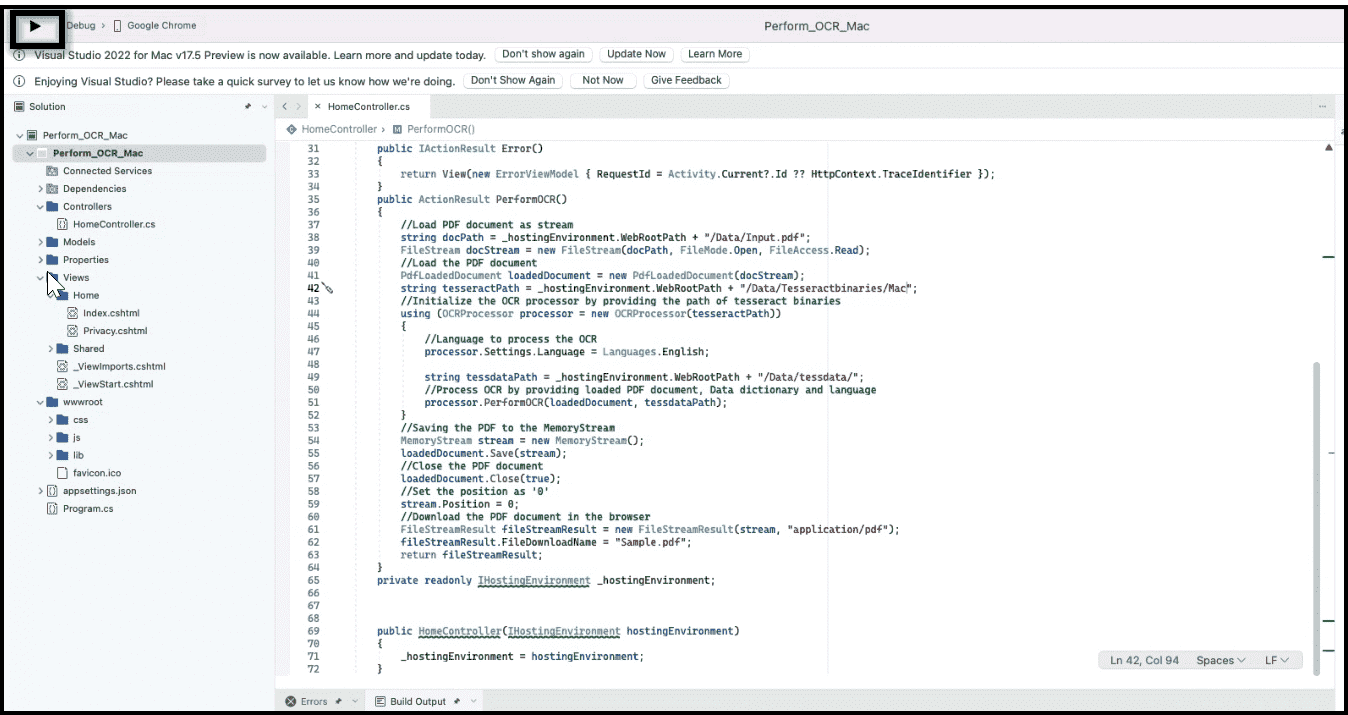 Debug › Google Chrome
Perform_OCR_Mac
Visual Studio 2022 for Mac v17.5 Preview is now available. Learn more and update today. Don't show again Update Now Learn More
Enjoying Visual Studio? Please take a quick survey to let us know how we're doing. Don't Show Again Not Now Give Feedback
Solution
Perform_OCR_Mac
Perform_OCR_Mac
Connected Services
Dependencies
Controllers
HomeController.cs
Models
Properties
Views
Home
Index.cshtml
Privacy.cshtml
Shared
_ViewImports.cshtml
_ViewStart.cshtml
wwwroot
css
js
lib
favicon.ico
appsettings.json
Program.cs
HomeController.cs
HomeController › PerformOCR()
31 public IActionResult Error()
32 {
33 return View(new ErrorViewModel { RequestId = Activity.Current?.Id ?? HttpContext.TraceIdentifier });
34 }
35 public ActionResult PerformOCR()
36 {
37 //Load PDF document as stream
38 string docPath = _hostingEnvironment.WebRootPath + "/Data/Input.pdf";
39 FileStream docStream = new FileStream(docPath, FileMode.Open, FileAccess.Read);
40 //Load the PDF document
41 PdfLoadedDocument loadedDocument = new PdfLoadedDocument(docStream);
42 string tesseractPath = _hostingEnvironment.WebRootPath + "/Data/Tesseractbinaries/Mac";
43 //Initialize the OCR processor by providing the path of tesseract binaries
44 using (OCRProcessor processor = new OCRProcessor(tesseractPath))
45 {
46 //Language to process the OCR
47 processor.Settings.Language = Languages.English;
48
49 string tessdataPath = _hostingEnvironment.WebRootPath + "/Data/tessdata/";
50 //Process OCR by providing loaded PDF document, Data dictionary and language
51 processor.PerformOCR(loadedDocument, tessdataPath);
52 }
53 //Saving the PDF to the MemoryStream
54 MemoryStream stream = new MemoryStream();
55 loadedDocument.Save(stream);
56 //Close the PDF document
57 loadedDocument.Close(true);
58 //Set the position as '0'
59 stream.Position = 0;
60 //Download the PDF document in the browser
61 FileStreamResult fileStreamResult = new FileStreamResult(stream, "application/pdf");
62 fileStreamResult.FileDownloadName = "Sample.pdf";
63 return fileStreamResult;
64 }
65 private readonly IHostingEnvironment _hostingEnvironment;
66
67
68
69 public HomeController(IHostingEnvironment hostingEnvironment)
70 {
71 _hostingEnvironment = hostingEnvironment;
72 }
Ln 42, Col 94 Spaces LF
Errors Build Output